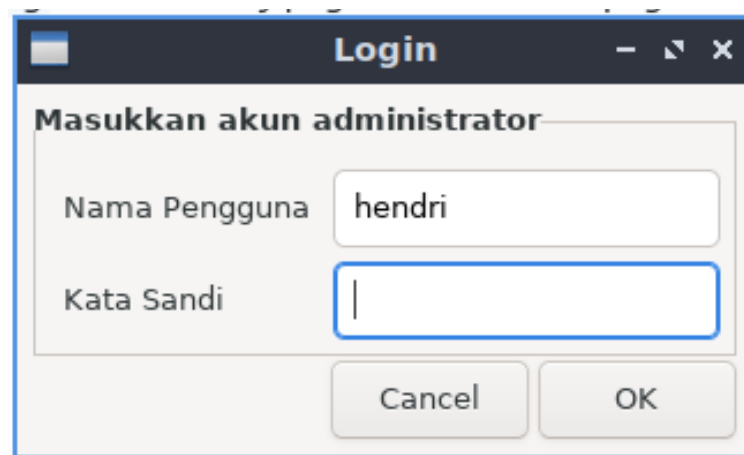 Login
Masukkan akun administrator
Nama Pengguna hendri
Kata Sandi
Cancel OK